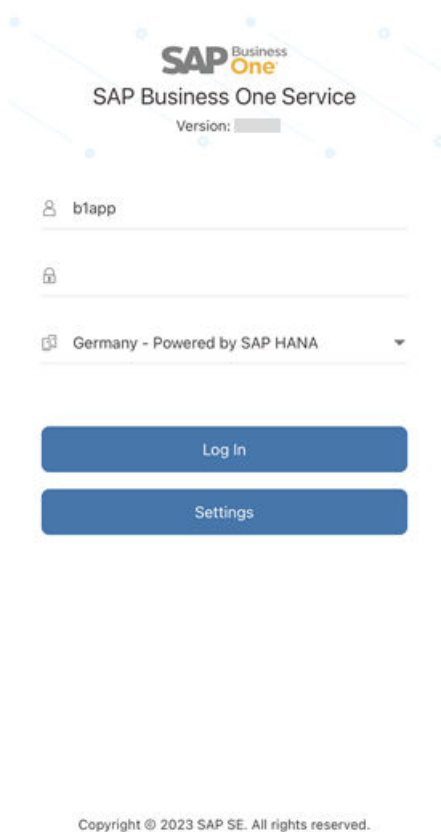 SAP Business One
SAP Business One Service
Version:
b1app
Germany - Powered by SAP HANA
Log In
Settings
Copyright © 2023 SAP SE. All rights reserved.